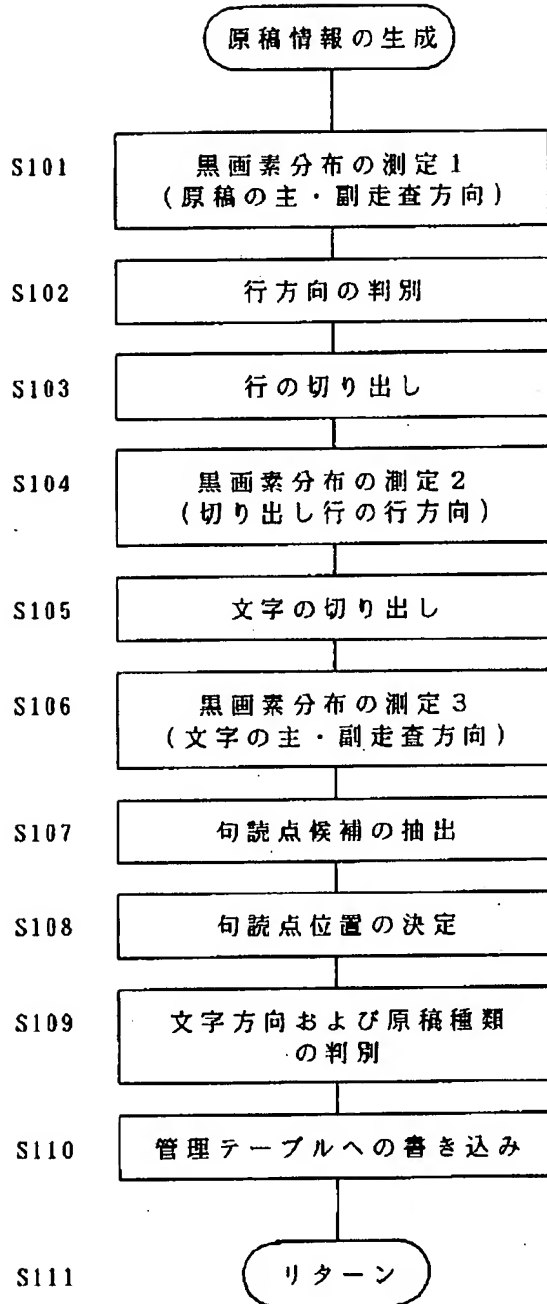 原稿情報の生成
S101
黒画素分布の測定1
(原稿の主・副走査方向)
S102
行方向の判別
S103
行の切り出し
S104
黒画素分布の測定2
(切り出し行の行方向)
S105
文字の切り出し
S106
黒画素分布の測定3
(文字の主・副走査方向)
S107
句読点候補の抽出
S108
句読点位置の決定
S109
文字方向および原稿種類
の判別
S110
管理テーブルへの書き込み
S111
リターン